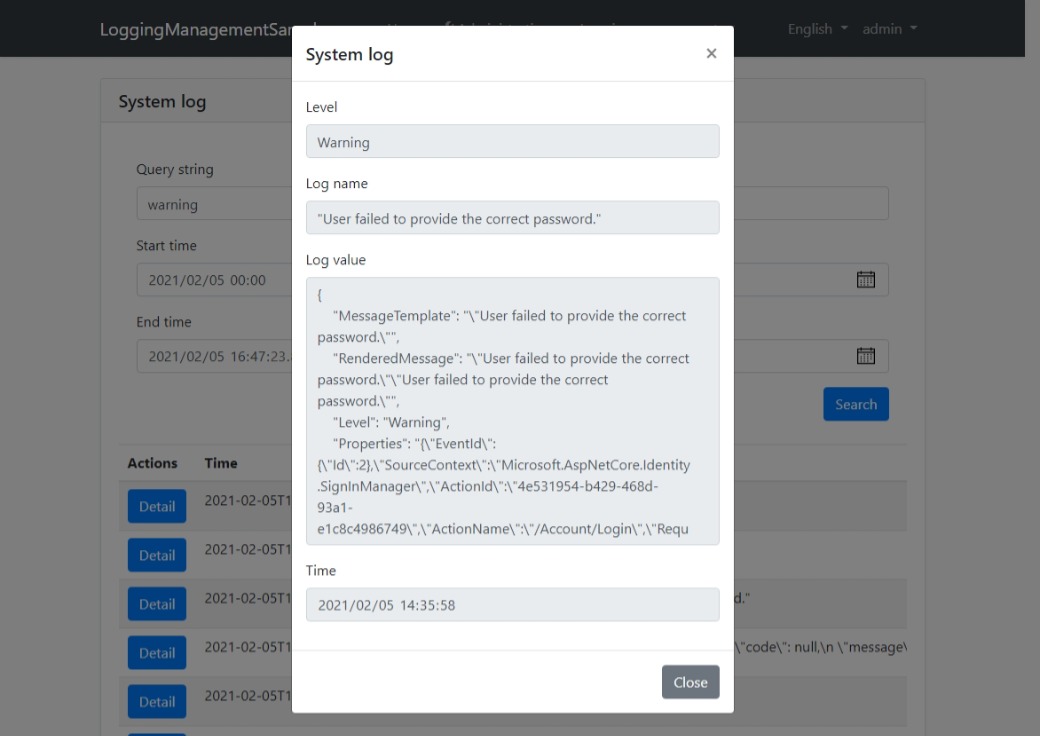 LoggingManagementSam
English
admin
System log
Query string
warning
Start time
2021/02/05 00:00
End time
2021/02/05 16:47:23.
Search
Actions Time
Detail 2021-02-05T1
Detail 2021-02-05T1
Detail 2021-02-05T1 d."
Detail 2021-02-05T1 \"code\": null,\n \"message\
Detail 2021-02-05T1
System log ×
Level
Warning
Log name
"User failed to provide the correct password."
Log value
{
"MessageTemplate": "\"User failed to provide the correct
password.\"",
"RenderedMessage": "\"User failed to provide the correct
password.\"\"User failed to provide the correct
password.\"",
"Level": "Warning",
"Properties": "{\"EventId\":
{\"Id\":2},\"SourceContext\":\"Microsoft.AspNetCore.Identity
.SignInManager\",\"ActionId\":\"4e531954-b429-468d-
93a1-
e1c8c4986749\",\"ActionName\":\"/Account/Login\",\"Requ
Time
2021/02/05 14:35:58
Close